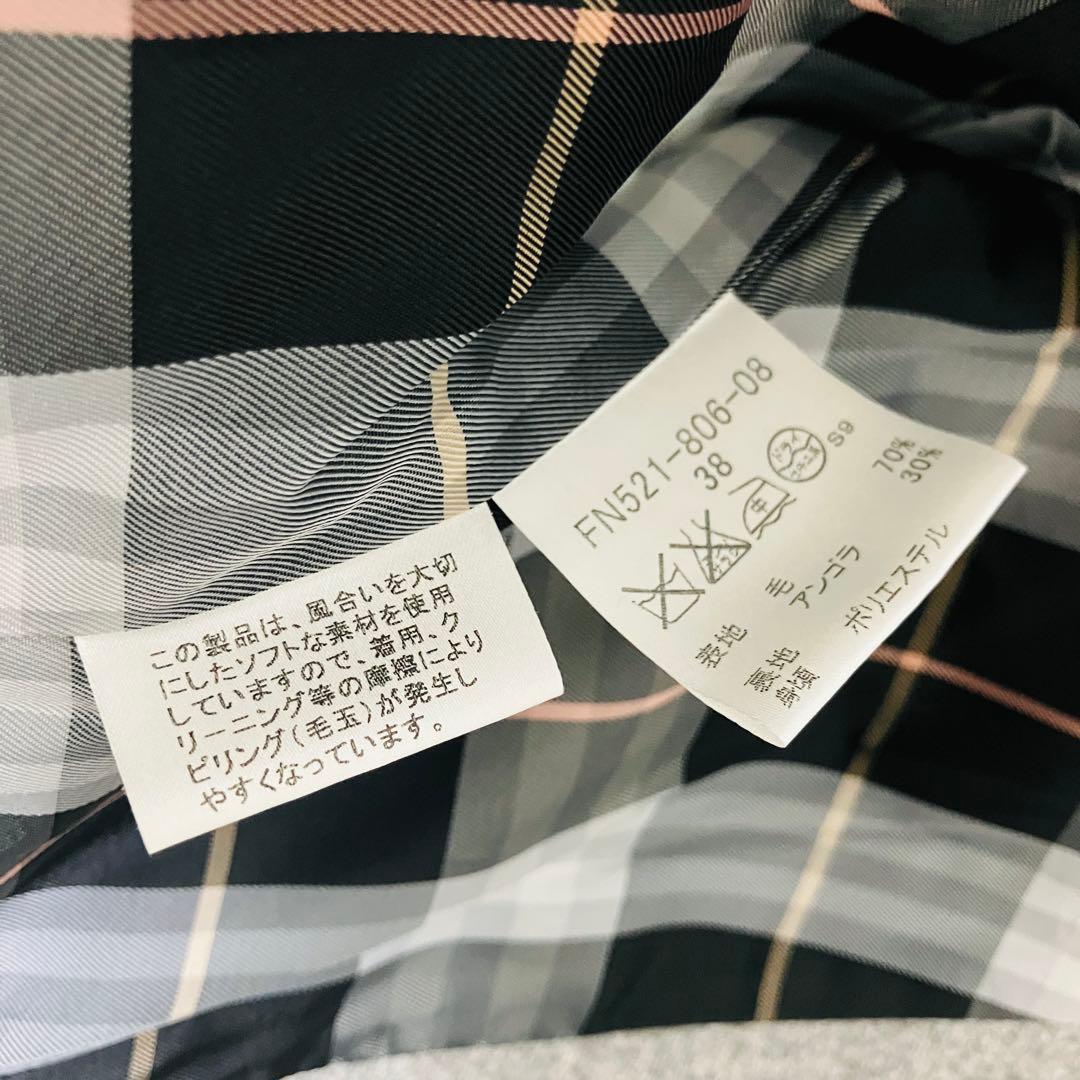 この製品は、風合いを大切
にしたソフトな素材を使用
していますので、着用、ク
リーニング等の摩擦により
ピリング(毛玉)が発生し
やすくなっています。
FN521-806-08
38
中
ドライ
S9
表地
毛 70%
アンゴラ 30%
裏地
ポリエステル